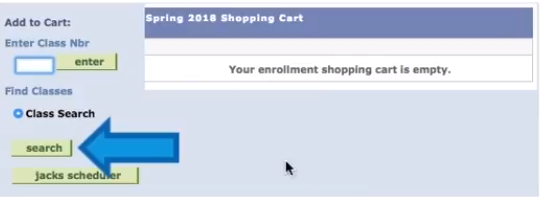 Add to Cart:
Spring 2018 Shopping Cart
Enter Class Nbr
enter
Your enrollment shopping cart is empty.
Find Classes
Class Search
search
jacks scheduler